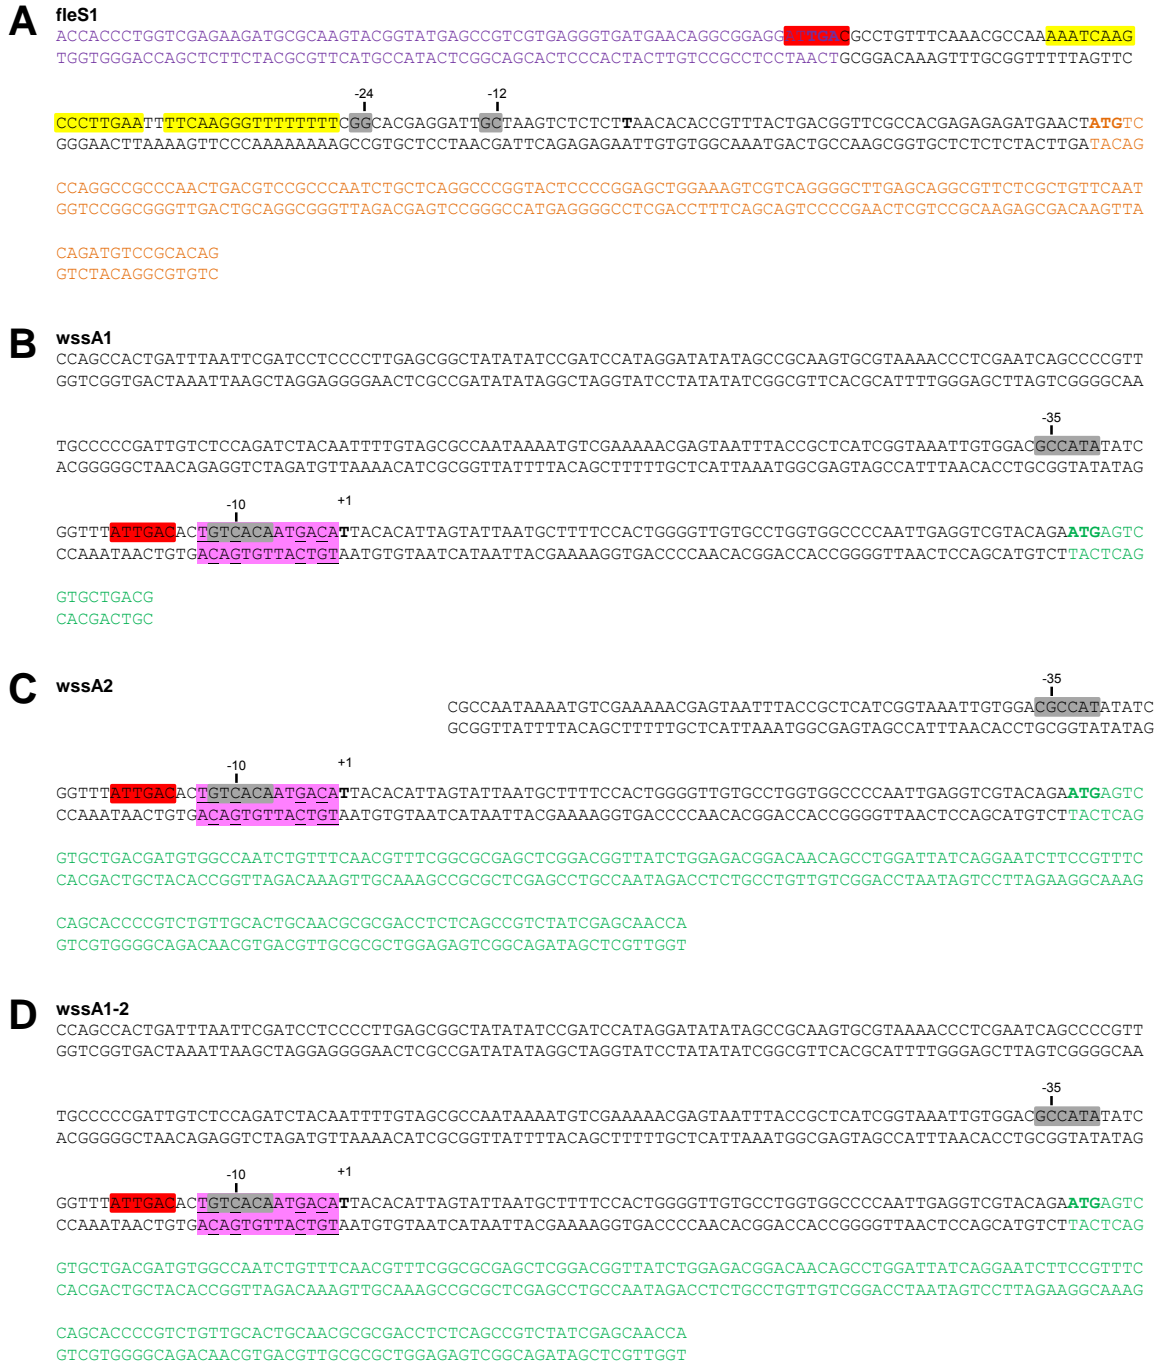 A fleS1
ACCACCCTGGTCGAGAAGATGCGCAAGTACGGTATGAGCCGTCGTGAGGGTGATGAACAGGCGGAGGATTGACGCCTGTTTCAAACGCCAAAAATCAAG
TGGTGGGACCAGCTCTTCTACGCGTTCATGCCATACTCGGCAGCACTCCCACTACTTGTCCGCCTCCTAACTGCGGACAAAGTTTGCGGTTTTTAGTTC
-24 -12
CCCTTGAATTTTCAAGGGTTTTTTTTCGGCACGAGGATTGCTAAGTCTCTCTTAACACACCGTTTACTGACGGTTCGCCACGAGAGAGATGAACTATGTC
GGGAACTTAAAAGTTCCCAAAAAAAAGCCGTGCTCCTAACGATTCAGAGAGAATTGTGTGGCAAATGACTGCCAAGCGGTGCTCTCTCTACTTGATACAG
CCAGGCCGCCCAACTGACGTCCGCCCAATCTGCTCAGGCCCGGTACTCCCCGGAGCTGGAAAGTCGTCAGGGGCTTGAGCAGGCGTTCTCGCTGTTCAAT
GGTCCGGCGGGTTGACTGCAGGCGGGTTAGACGAGTCCGGGCCATGAGGGGCCTCGACCTTTCAGCAGTCCCCGAACTCGTCCGCAAGAGCGACAAGTTA
CAGATGTCCGCACAG
GTCTACAGGCGTGTC
B wssA1
CCAGCCACTGATTTAATTCGATCCTCCCCTTGAGCGGCTATATATCCGATCCATAGGATATATAGCCGCAAGTGCGTAAAACCCTCGAATCAGCCCCGTT
GGTCGGTGACTAAATTAAGCTAGGAGGGGAACTCGCCGATATATAGGCTAGGTATCCTATATATCGGCGTTCACGCATTTTGGGAGCTTAGTCGGGGCAA
-35
TGCCCCCGATTGTCTCCAGATCTACAATTTTGTAGCGCCAATAAAATGTCGAAAAACGAGTAATTTACCGCTCATCGGTAAATTGTGGACGCCATATATC
ACGGGGGCTAACAGAGGTCTAGATGTTAAAACATCGCGGTTATTTTACAGCTTTTTGCTCATTAAATGGCGAGTAGCCATTTAACACCTGCGGTATATAG
-10 +1
GGTTTATTGACACTGTCACAATGACATTACACATTAGTATTAATGCTTTTCCACTGGGGTTGTGCCTGGTGGCCCCAATTGAGGTCGTACAGAATGAGTC
CCAAATAACTGTGACAGTGTTACTGTAATGTGTAATCATAATTACGAAAAGGTGACCCCAACACGGACCACCGGGGTTAACTCCAGCATGTCTTACTCAG
GTGCTGACG
CACGACTGC
C wssA2
-35
CGCCAATAAAATGTCGAAAAACGAGTAATTTACCGCTCATCGGTAAATTGTGGACGCCATATATC
GCGGTTATTTTACAGCTTTTTGCTCATTAAATGGCGAGTAGCCATTTAACACCTGCGGTATATAG
-10 +1
GGTTTATTGACACTGTCACAATGACATTACACATTAGTATTAATGCTTTTCCACTGGGGTTGTGCCTGGTGGCCCCAATTGAGGTCGTACAGAATGAGTC
CCAAATAACTGTGACAGTGTTACTGTAATGTGTAATCATAATTACGAAAAGGTGACCCCAACACGGACCACCGGGGTTAACTCCAGCATGTCTTACTCAG
GTGCTGACGATGTGGCCAATCTGTTTCAACGTTTCGGCGCGAGCTCGGACGGTTATCTGGAGACGGACAACAGCCTGGATTATCAGGAATCTTCCGTTTC
CACGACTGCTACACCGGTTAGACAAAGTTGCAAAGCCGCGCTCGAGCCTGCCAATAGACCTCTGCCTGTTGTCGGACCTAATAGTCCTTAGAAGGCAAAG
CAGCACCCCGTCTGTTGCACTGCAACGCGCGACCTCTCAGCCGTCTATCGAGCAACCA
GTCGTGGGGCAGACAACGTGACGTTGCGCGCTGGAGAGTCGGCAGATAGCTCGTTGGT
D wssA1-2
CCAGCCACTGATTTAATTCGATCCTCCCCTTGAGCGGCTATATATCCGATCCATAGGATATATAGCCGCAAGTGCGTAAAACCCTCGAATCAGCCCCGTT
GGTCGGTGACTAAATTAAGCTAGGAGGGGAACTCGCCGATATATAGGCTAGGTATCCTATATATCGGCGTTCACGCATTTTGGGAGCTTAGTCGGGGCAA
-35
TGCCCCCGATTGTCTCCAGATCTACAATTTTGTAGCGCCAATAAAATGTCGAAAAACGAGTAATTTACCGCTCATCGGTAAATTGTGGACGCCATATATC
ACGGGGGCTAACAGAGGTCTAGATGTTAAAACATCGCGGTTATTTTACAGCTTTTTGCTCATTAAATGGCGAGTAGCCATTTAACACCTGCGGTATATAG
-10 +1
GGTTTATTGACACTGTCACAATGACATTACACATTAGTATTAATGCTTTTCCACTGGGGTTGTGCCTGGTGGCCCCAATTGAGGTCGTACAGAATGAGTC
CCAAATAACTGTGACAGTGTTACTGTAATGTGTAATCATAATTACGAAAAGGTGACCCCAACACGGACCACCGGGGTTAACTCCAGCATGTCTTACTCAG
GTGCTGACGATGTGGCCAATCTGTTTCAACGTTTCGGCGCGAGCTCGGACGGTTATCTGGAGACGGACAACAGCCTGGATTATCAGGAATCTTCCGTTTC
CACGACTGCTACACCGGTTAGACAAAGTTGCAAAGCCGCGCTCGAGCCTGCCAATAGACCTCTGCCTGTTGTCGGACCTAATAGTCCTTAGAAGGCAAAG
CAGCACCCCGTCTGTTGCACTGCAACGCGCGACCTCTCAGCCGTCTATCGAGCAACCA
GTCGTGGGGCAGACAACGTGACGTTGCGCGCTGGAGAGTCGGCAGATAGCTCGTTGGT